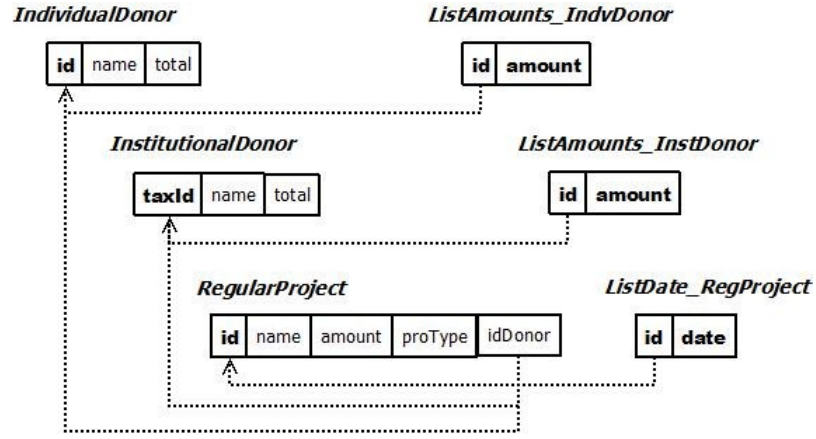 IndividualDonor ListAmounts_IndvDonor
id name total id amount
InstitutionalDonor ListAmounts_InstDonor
taxId name total id amount
RegularProject ListDate_RegProject
id name amount proType idDonor id date